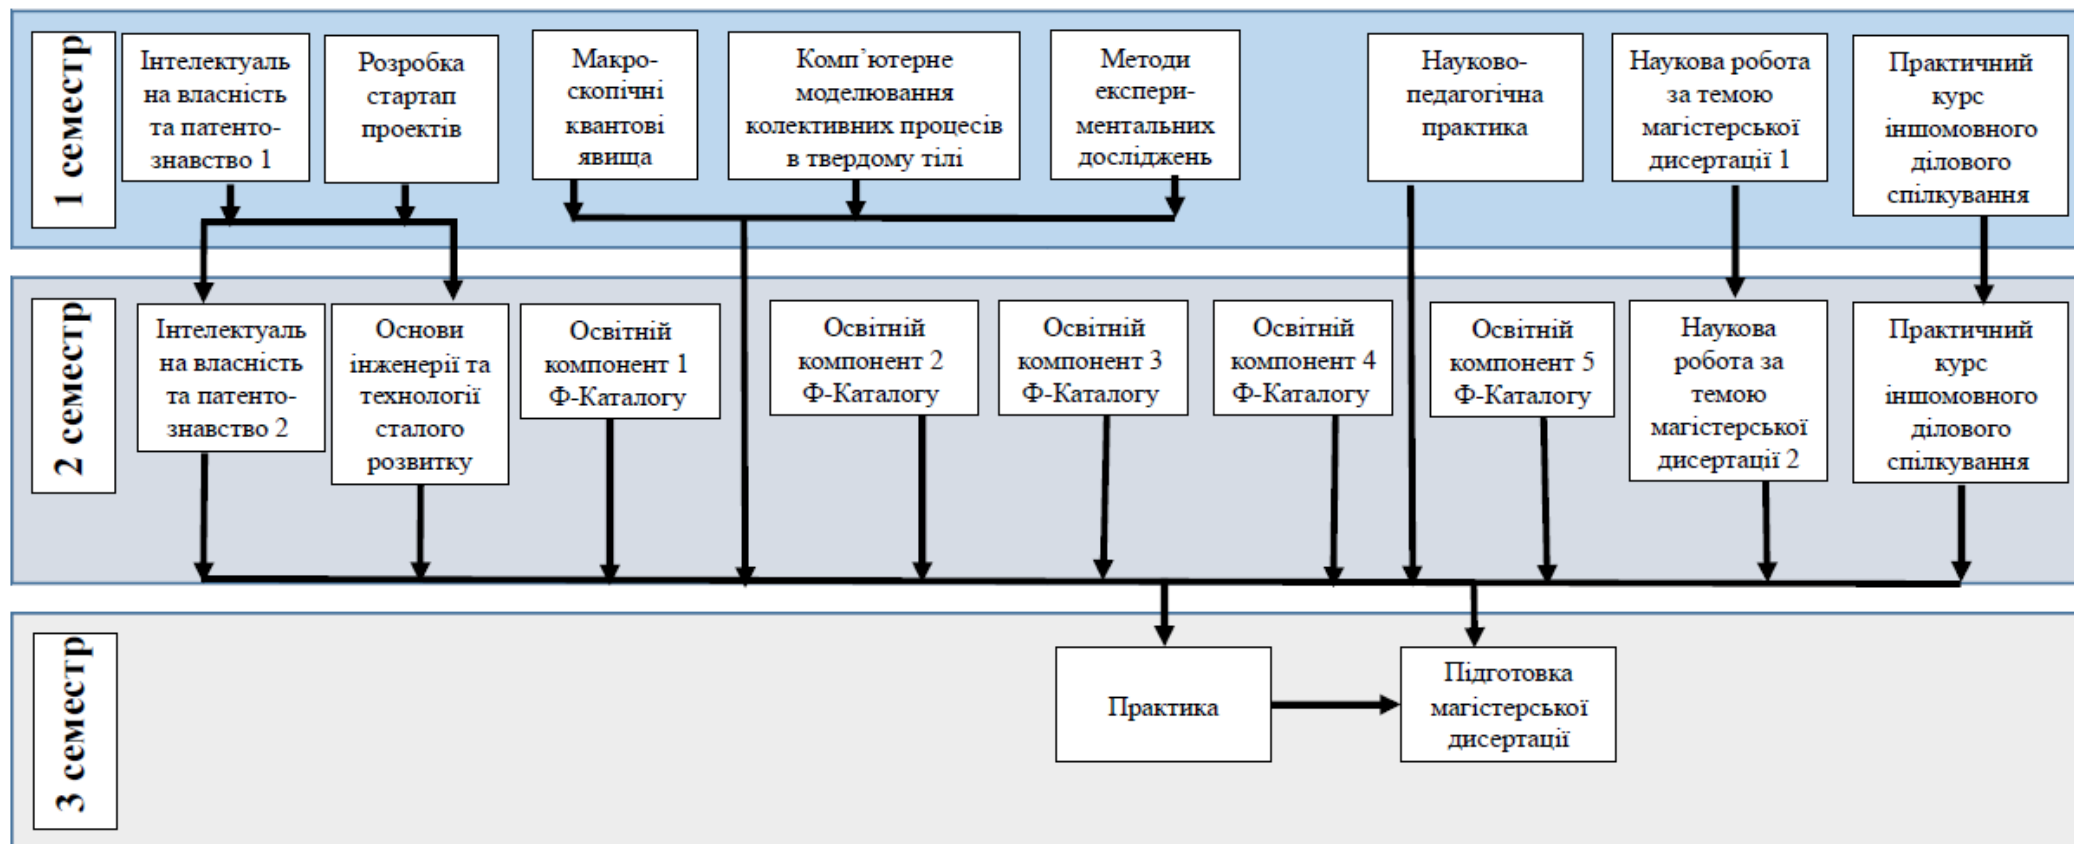 1 семестр
Інтелектуаль
на власність
та патенто-
знавство 1
Розробка
стартап
проектів
Макро-
скопічні
квантові
явища
Комп’ютерне
моделювання
колективних процесів
в твердому тілі
Методи
експери-
ментальних
досліджень
Науково-
педагогічна
практика
Наукова робота
за темою
магістерської
дисертації 1
Практичний
курс
іншомовного
ділового
спілкування
2 семестр
Інтелектуаль
на власність
та патенто-
знавство 2
Основи
інженерії та
технології
сталого
розвитку
Освітній
компонент 1
Ф-Каталогу
Освітній
компонент 2
Ф-Каталогу
Освітній
компонент 3
Ф-Каталогу
Освітній
компонент 4
Ф-Каталогу
Освітній
компонент 5
Ф-Каталогу
Наукова
робота за
темою
магістерської
дисертації 2
Практичний
курс
іншомовного
ділового
спілкування
3 семестр
Практика
Підготовка
магістерської
дисертації